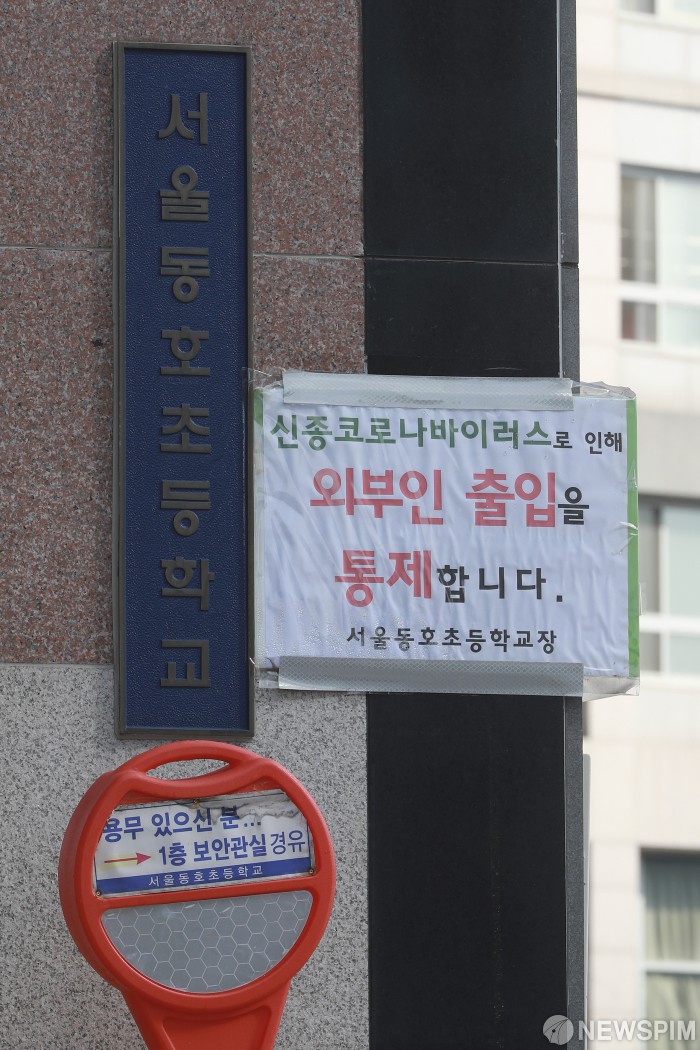 서울동호초등학교
신종코로나바이러스로 인해
외부인 출입을
통제합니다.
서울동호초등학교장
용무 있으신 분...
→ 1층 보안관실 경유
서울동호초등학교
NEWSPIM